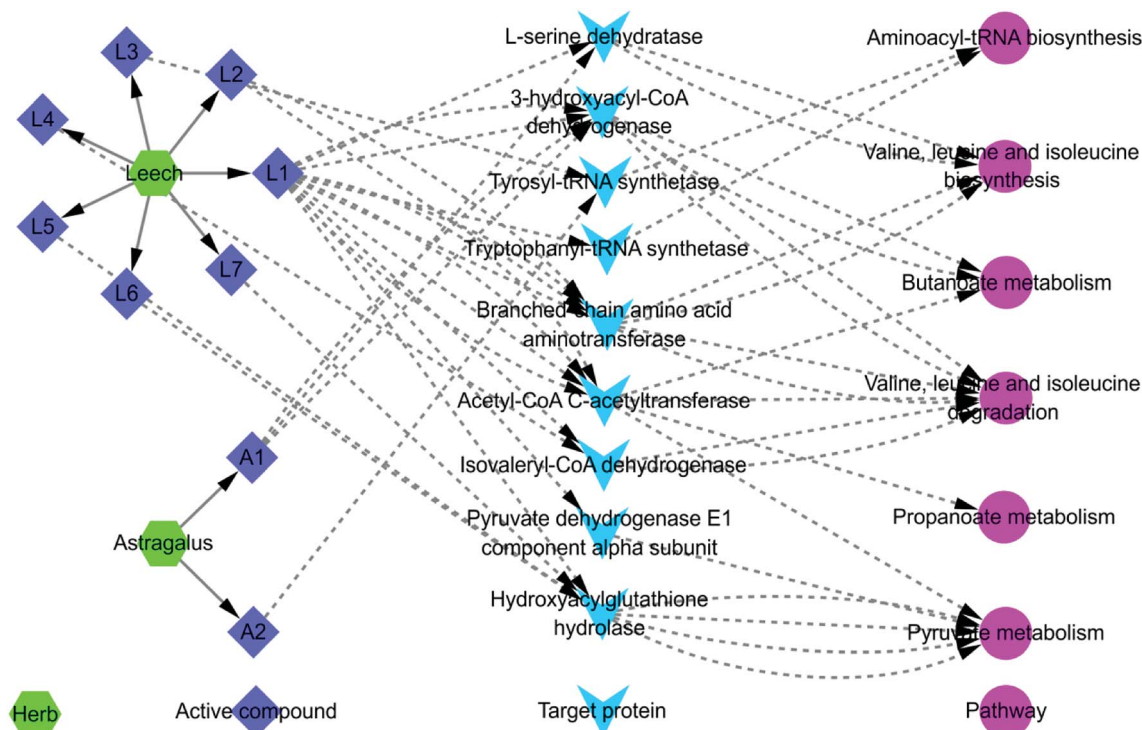 L3
L2
L4
Leech
L1
L5
L6
L7
A1
Astragalus
A2
L-serine dehydratase
3-hydroxyacyl-CoA
dehydrogenase
Tyrosyl-tRNA synthetase
Tryptophanyl-tRNA synthetase
Branched-chain amino acid
aminotransferase
Acetyl-CoA C-acetyltransferase
Isovaleryl-CoA dehydrogenase
Pyruvate dehydrogenase E1
component alpha subunit
Hydroxyacylglutathione
hydrolase
Aminoacyl-tRNA biosynthesis
Valine, leucine and isoleucine
biosynthesis
Butanoate metabolism
Valine, leucine and isoleucine
degradation
Propanoate metabolism
Pyruvate metabolism
Herb
Active compound
Target protein
Pathway